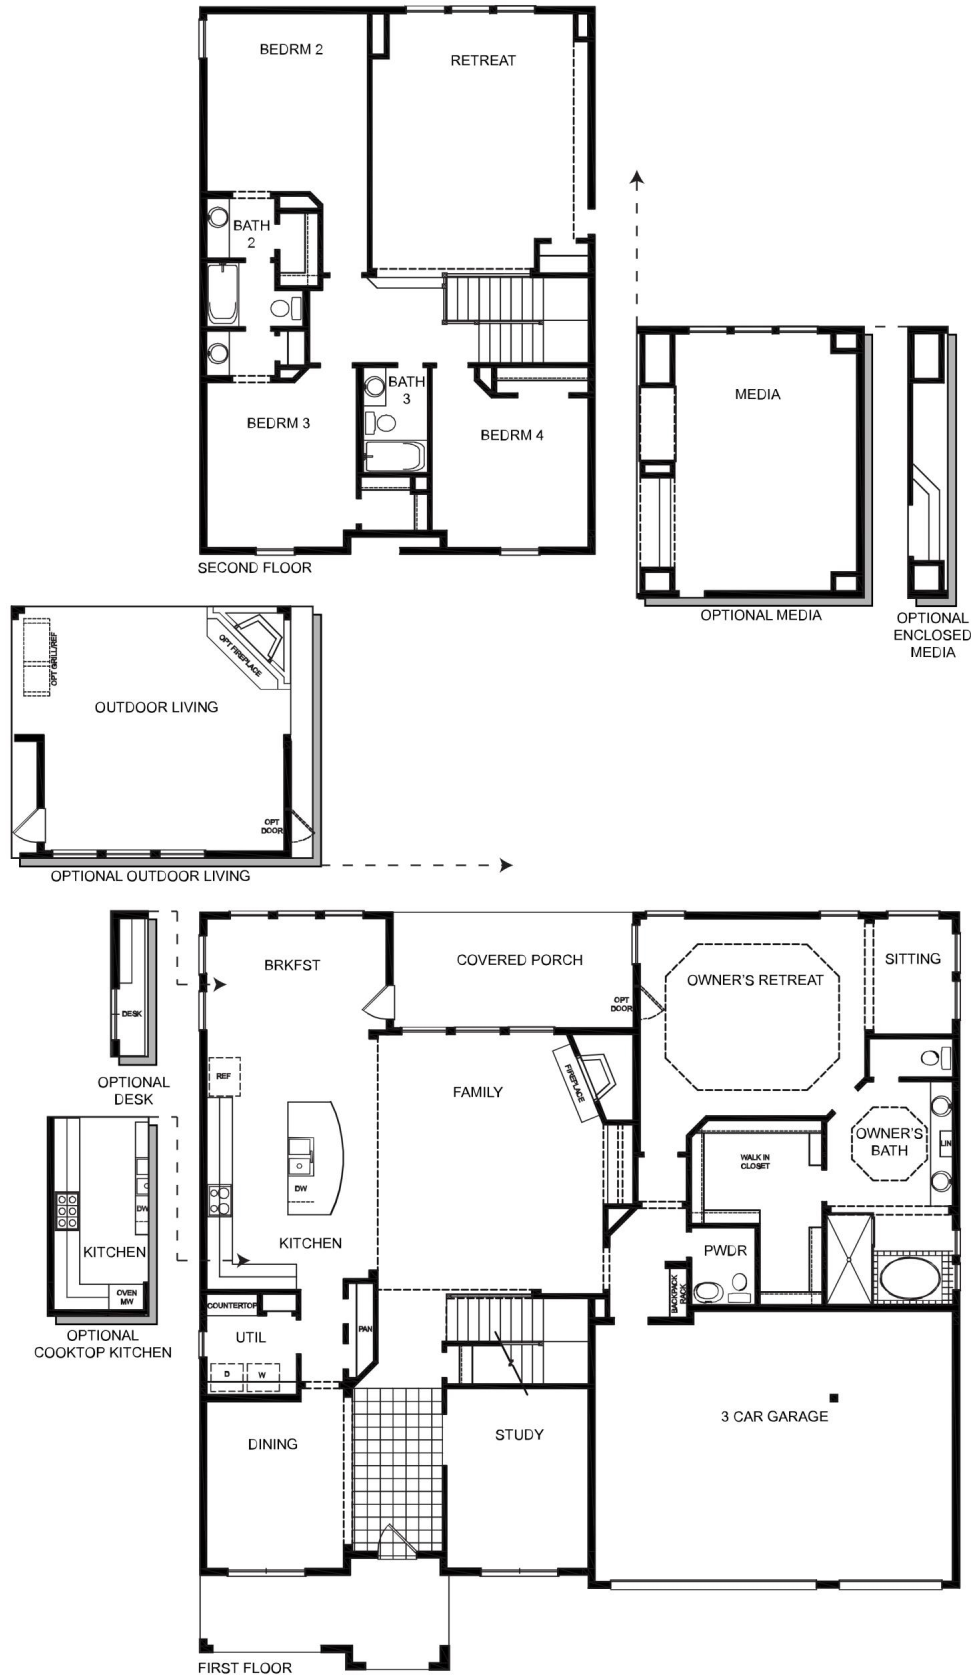 BEDRM 2
RETREAT
BATH
2
BATH
3
BEDRM 3
BEDRM 4
SECOND FLOOR
MEDIA
OPTIONAL MEDIA
OPTIONAL
ENCLOSED
MEDIA
OPT GRILL/REF
OPT FIREPLACE
OUTDOOR LIVING
OPT
DOOR
OPTIONAL OUTDOOR LIVING
DESK
OPTIONAL
DESK
DW
KITCHEN
OVEN
MW
OPTIONAL
COOKTOP KITCHEN
BRKFST
COVERED PORCH
OPT
DOOR
OWNER'S RETREAT
SITTING
REF
FAMILY
FIREPLACE
DW
KITCHEN
WALK IN
CLOSET
OWNER'S
BATH
LIN
PWDR
BACKPACK
RACK
COUNTERTOP
UTIL
PAN
D
W
DINING
STUDY
3 CAR GARAGE
FIRST FLOOR